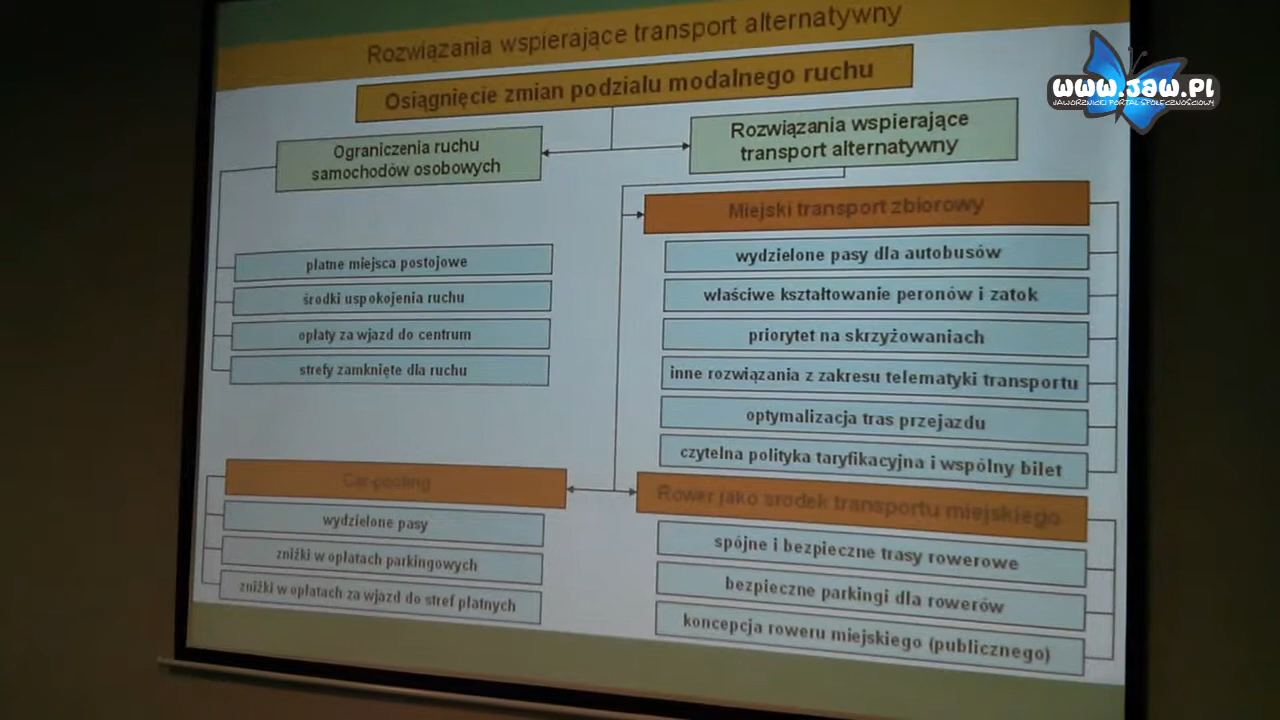 Rozwiązania wspierające transport alternatywny
www.JAW.PL
JAWORZNICKI PORTAL SPOŁECZNOŚCIOWY
Osiągnięcie zmian podziału modalnego ruchu
Ograniczenia ruchu
samochodów osobowych
płatne miejsca postojowe
środki uspokojenia ruchu
opłaty za wjazd do centrum
strefy zamknięte dla ruchu
Rozwiązania wspierające
transport alternatywny
Miejski transport zbiorowy
wydzielone pasy dla autobusów
właściwe kształtowanie peronów i zatok
priorytet na skrzyżowaniach
inne rozwiązania z zakresu telematyki transportu
optymalizacja tras przejazdu
czytelna polityka taryfikacyjna i wspólny bilet
Car-pooling
wydzielone pasy
zniżki w opłatach parkingowych
zniżki w opłatach za wjazd do stref płatnych
Rower jako środek transportu miejskiego
spójne i bezpieczne trasy rowerowe
bezpieczne parkingi dla rowerów
koncepcja roweru miejskiego (publicznego)